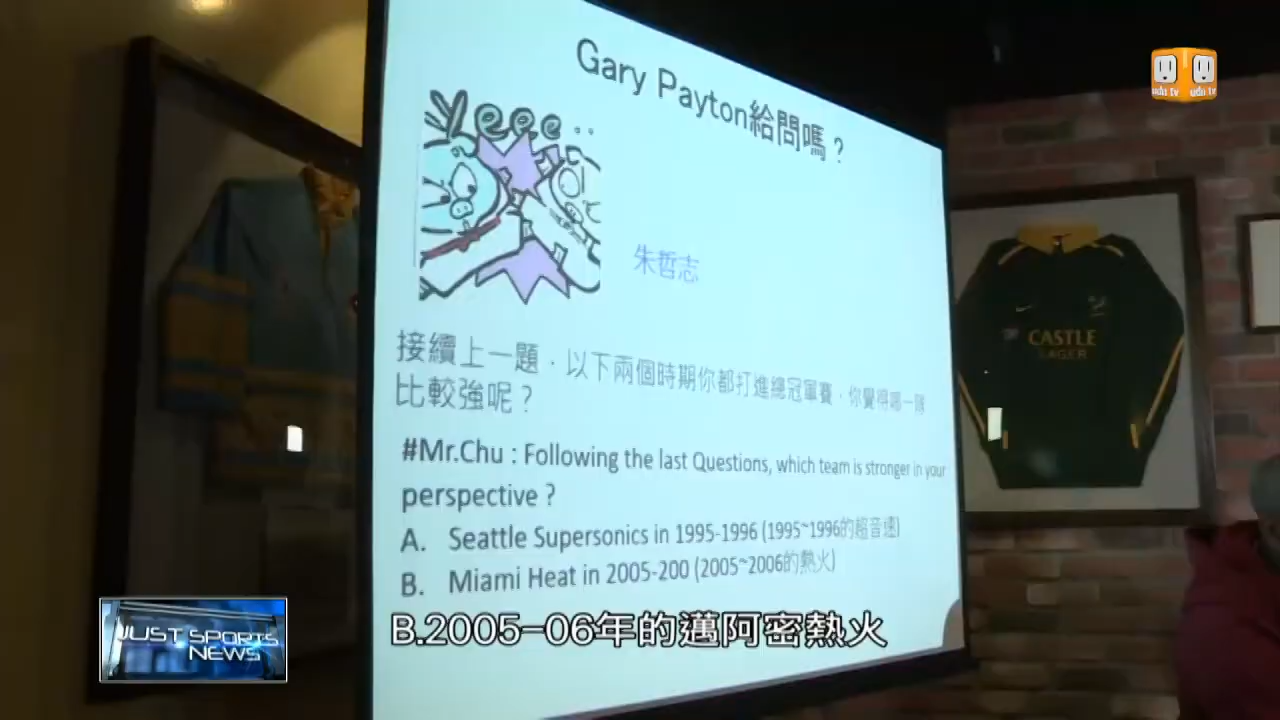 udn tv udn tv
Gary Payton給問嗎？
朱哲志
接續上一題，以下兩個時期你都打進總冠軍賽，你覺得哪一隊
比較強呢？
#Mr.Chu : Following the last Questions, which team is stronger in your
perspective ?
A. Seattle Supersonics in 1995-1996 (1995~1996的超音速)
B. Miami Heat in 2005-200 (2005~2006的熱火)
CASTLE
LAGER
B.2005-06年的邁阿密熱火
JUST SPORTS
NEWS